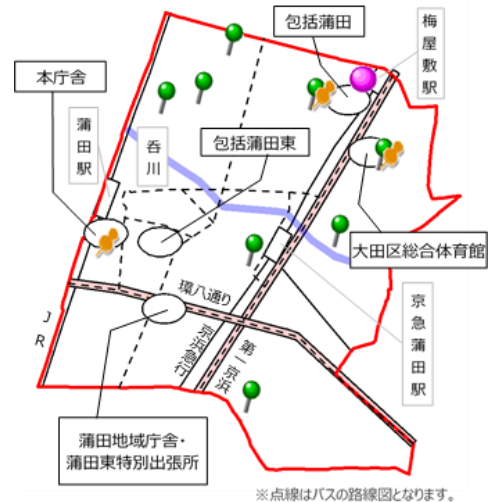 包括蒲田
梅屋敷駅
本庁舎
蒲田駅
呑川
包括蒲田東
大田区総合体育館
環八通り
京急蒲田駅
JR
京浜急行
第一京浜
蒲田地域庁舎・
蒲田東特別出張所
※点線はバスの路線図となります。